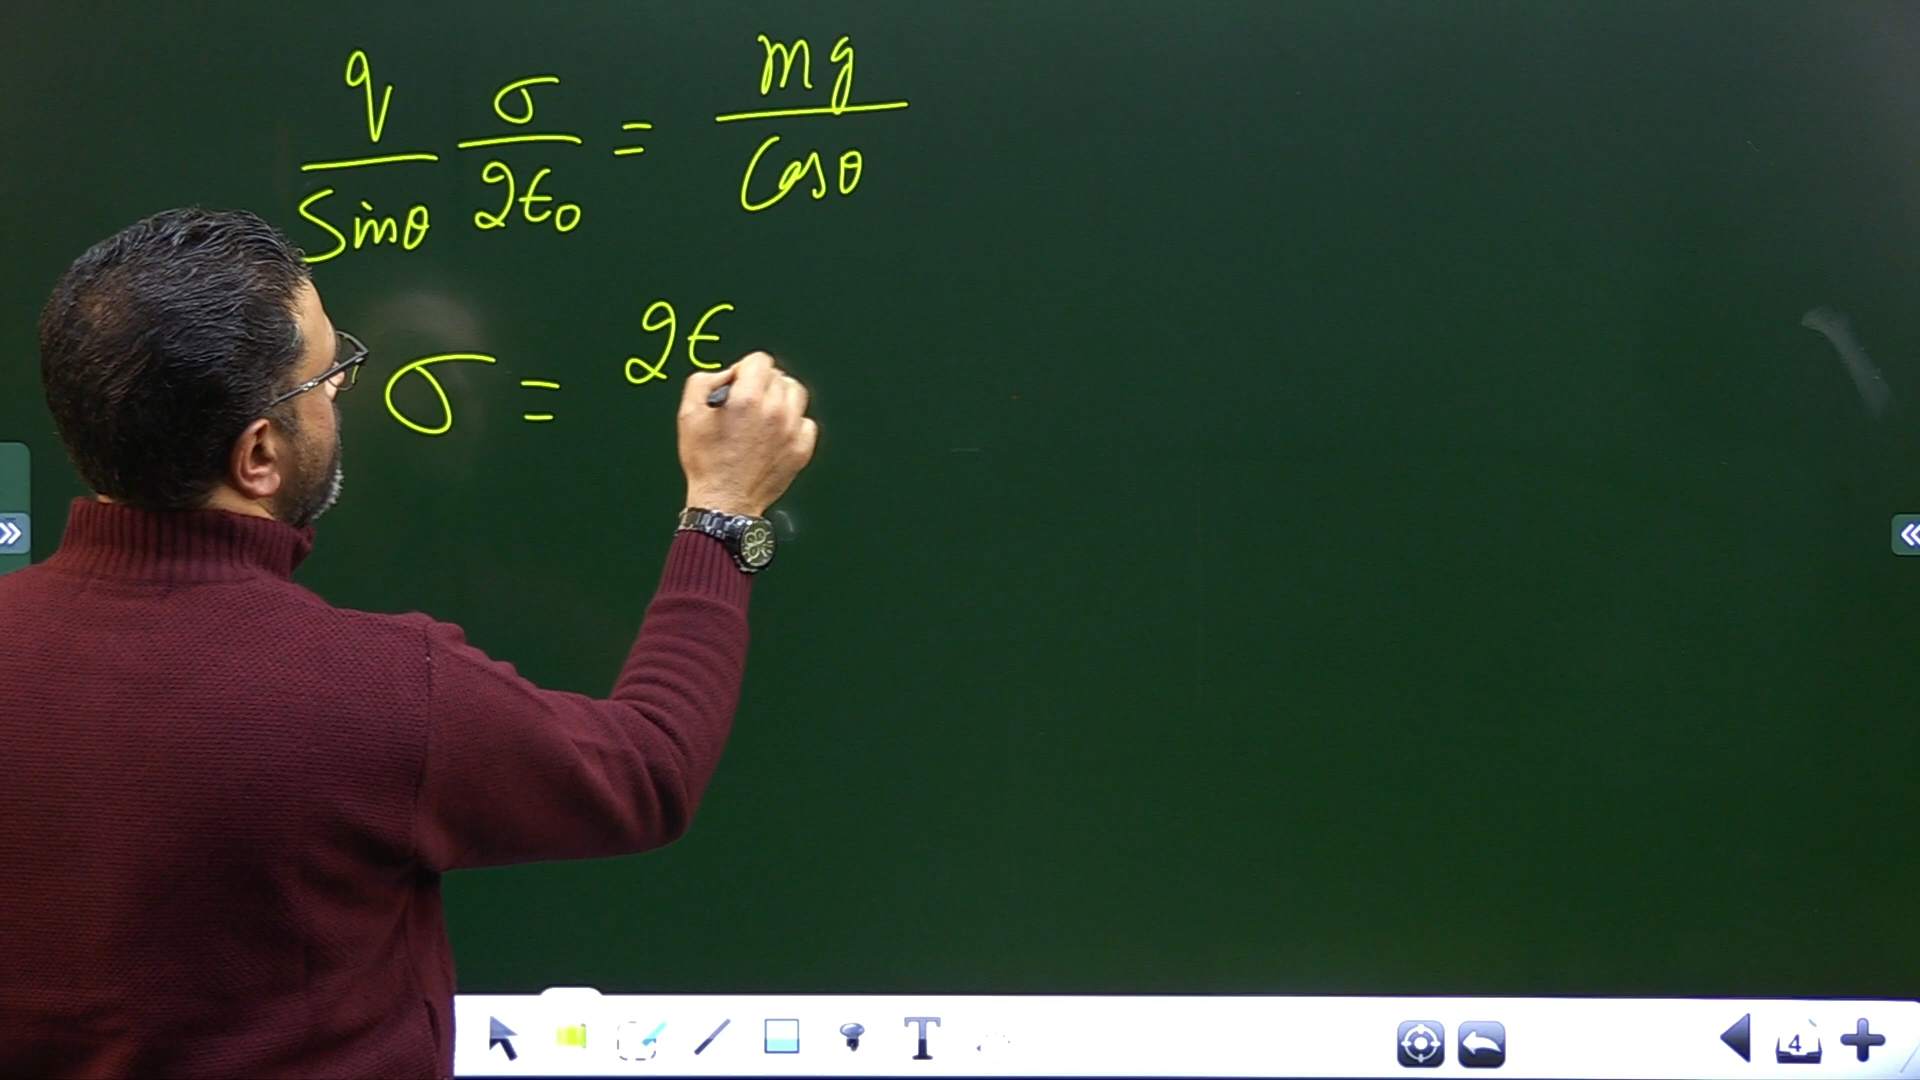 q/Sinθ σ/2ϵ₀ = mg/Cosθ
σ = 2ϵ
T
4